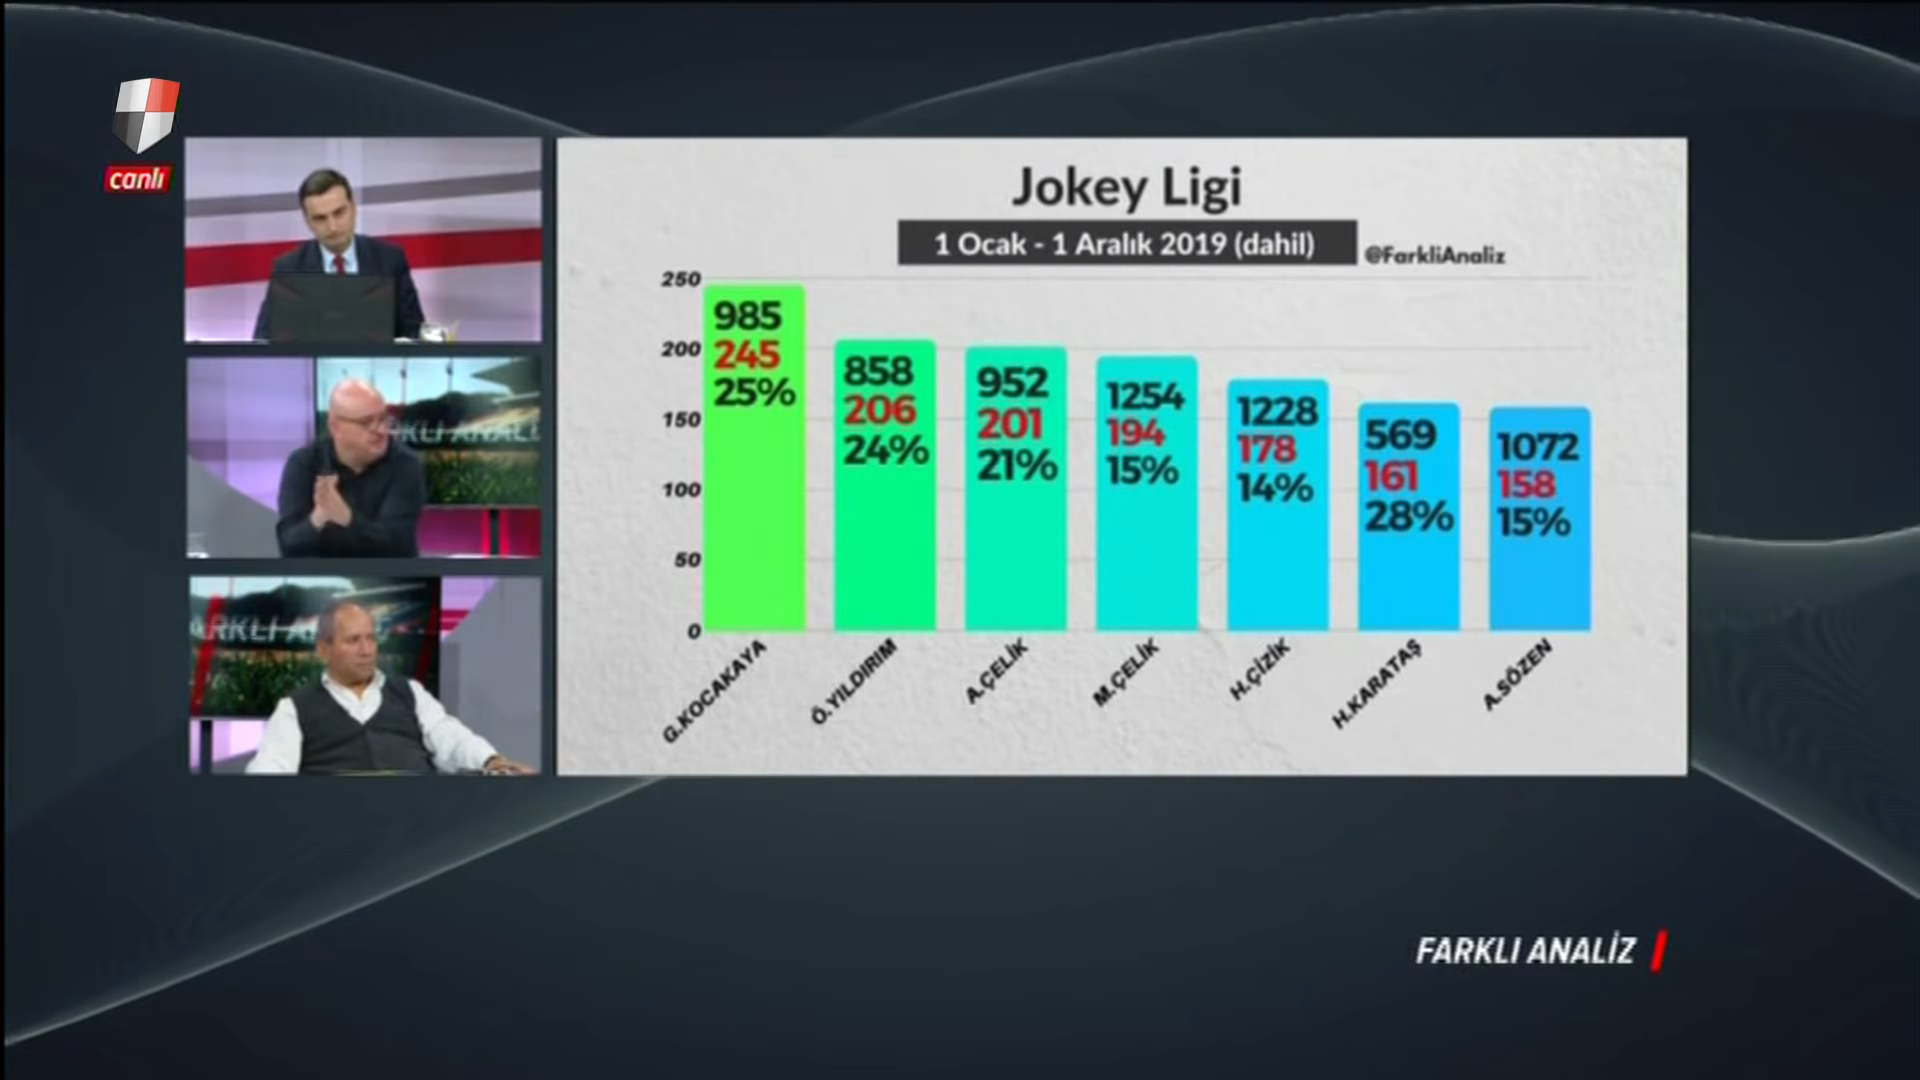 canlı
Jokey Ligi
1 Ocak - 1 Aralık 2019 (dahil)
@FarkliAnaliz
250
200
150
100
50
0
985
245
25%
858
206
24%
952
201
21%
1254
194
15%
1228
178
14%
569
161
28%
1072
158
15%
G.KOCAKAYA
Ö.YILDIRIM
A.ÇELİK
M.ÇELİK
H.ÇİZİK
H.KARATAŞ
A.SÖZEN
FARKLI ANALİZ